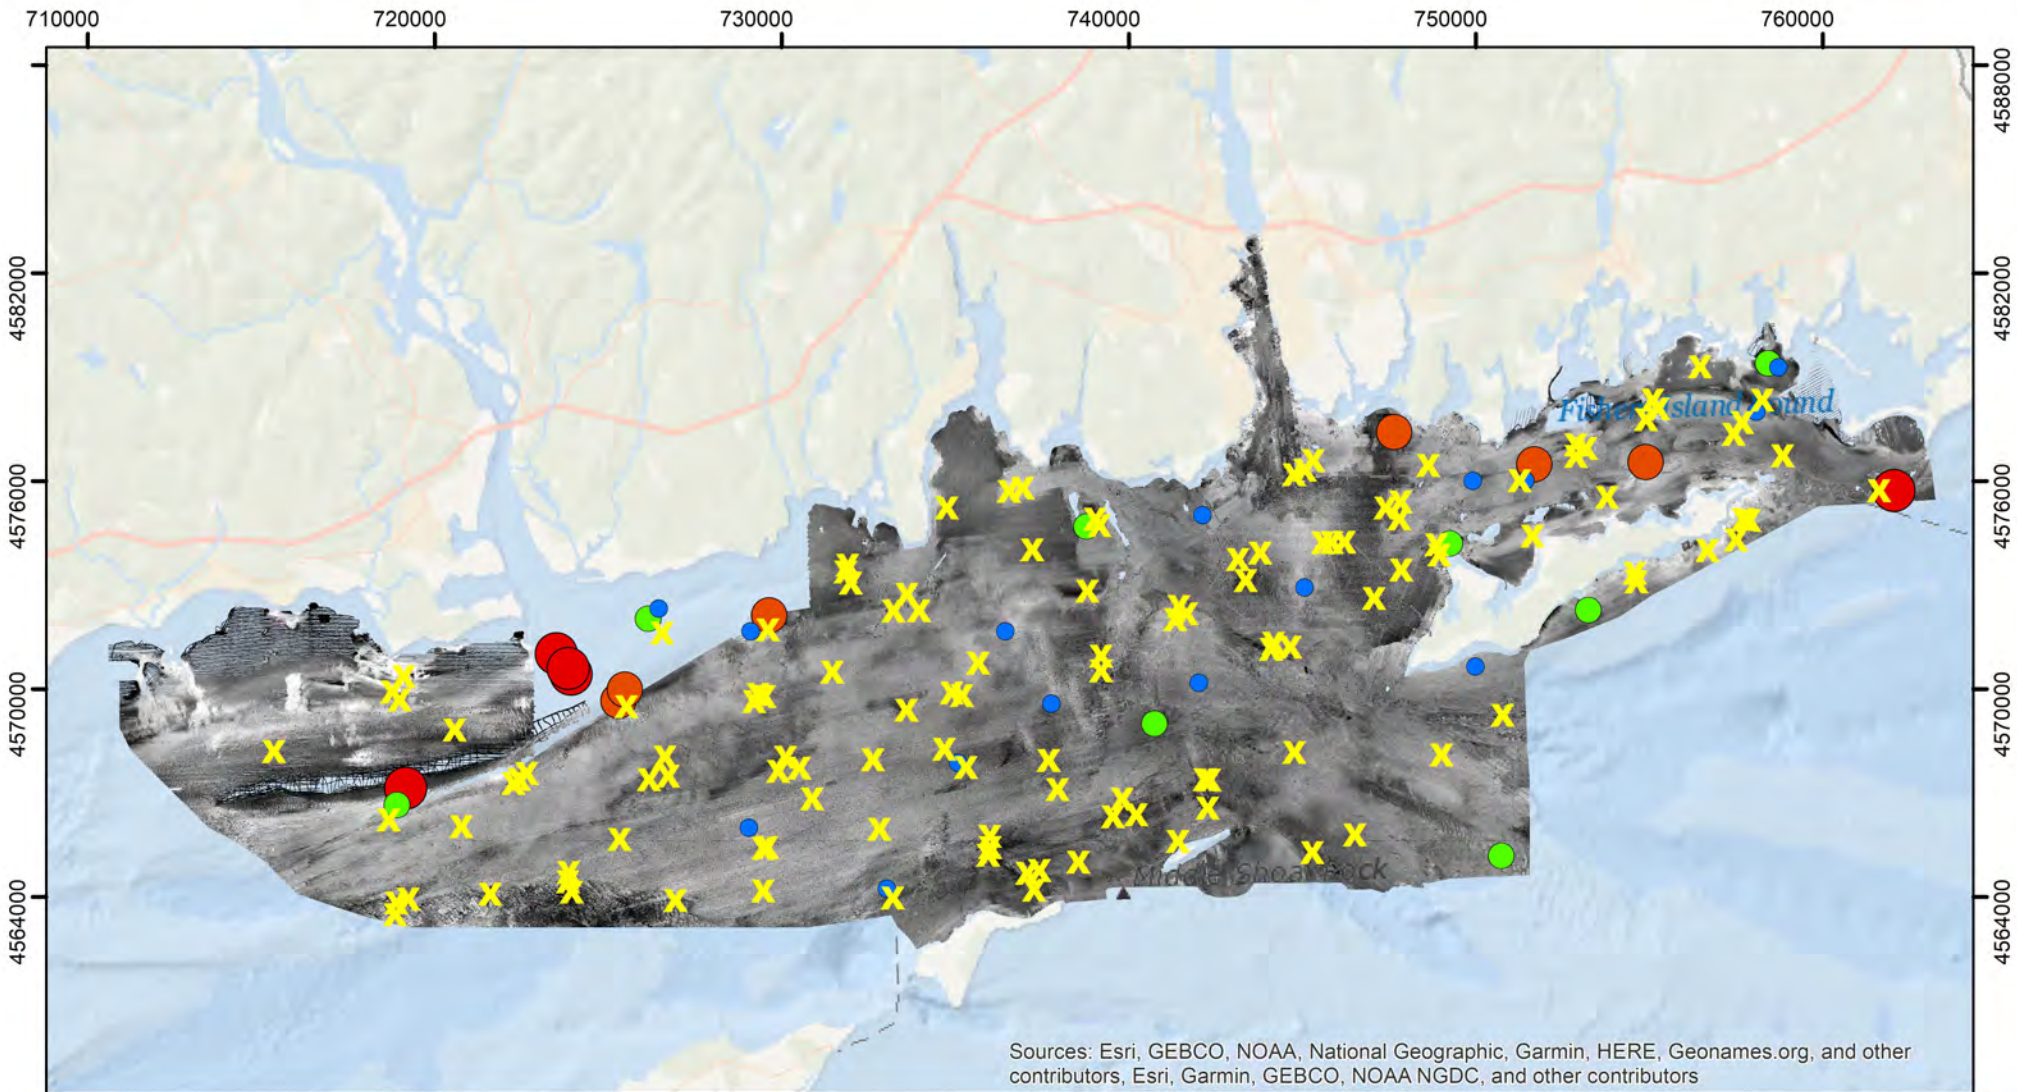 710000 720000 730000 740000 750000 760000
4588000
4582000 4582000
Fishers Island Sound
4576000 4576000
4570000 4570000
Middle Shoal Rock
4564000 4564000
Sources: Esri, GEBCO, NOAA, National Geographic, Garmin, HERE, Geonames.org, and other
contributors, Esri, Garmin, GEBCO, NOAA NGDC, and other contributors